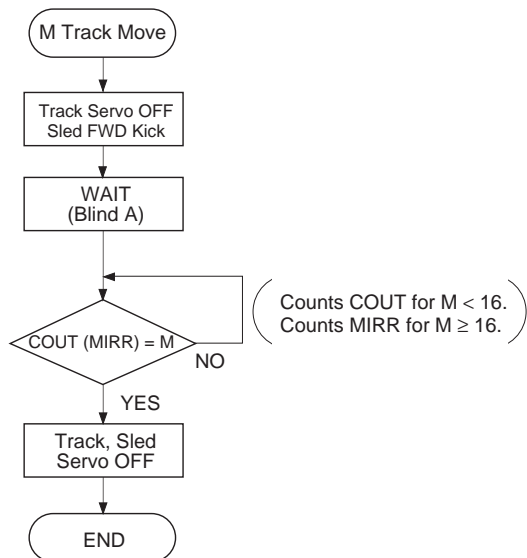 M Track Move
Track Servo OFF
Sled FWD Kick
WAIT
(Blind A)
COUT (MIRR) = M
NO
Counts COUT for M < 16.
Counts MIRR for M ≥ 16.
YES
Track, Sled
Servo OFF
END